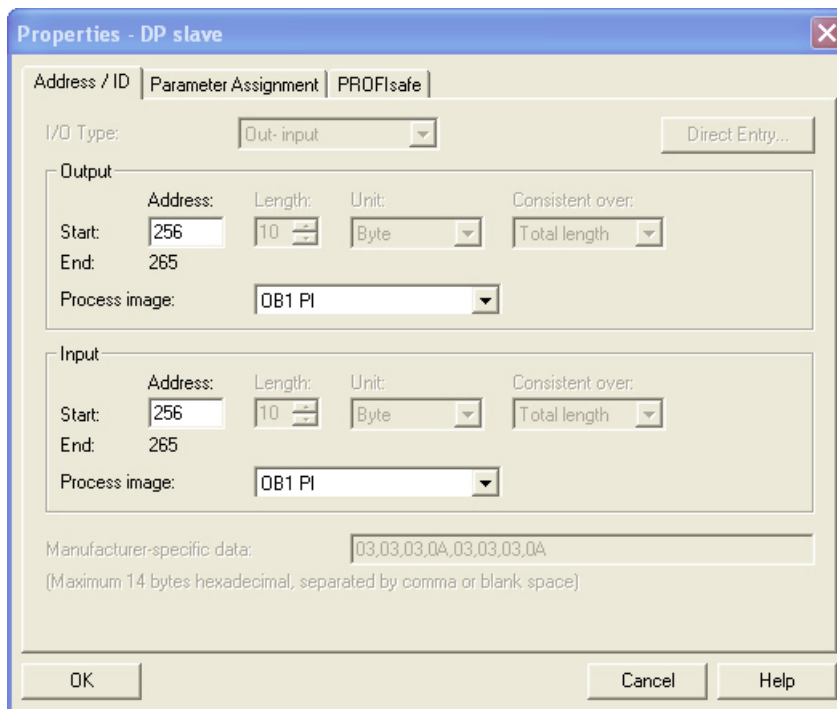 Properties - DP slave
Address / ID Parameter Assignment PROFIsafe
I/O Type: Out- input Direct Entry...
Output
Address: Length: Unit: Consistent over:
Start: 256 10 Byte Total length
End: 265
Process image: OB1 PI
Input
Address: Length: Unit: Consistent over:
Start: 256 10 Byte Total length
End: 265
Process image: OB1 PI
Manufacturer-specific data: 03,03,03,0A,03,03,03,0A
(Maximum 14 bytes hexadecimal, separated by comma or blank space)
OK Cancel Help